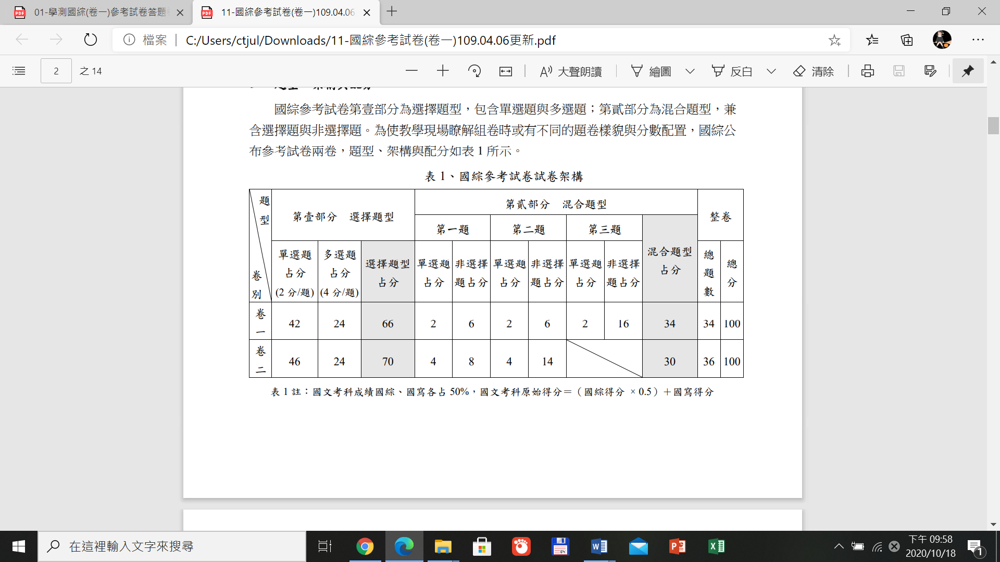 01-學測國綜(卷一)參考試卷答題
11-國綜參考試卷(卷一)109.04.06
檔案
C:/Users/ctjul/Downloads/11-國綜參考試卷(卷一)109.04.06更新.pdf
2
之 14
大聲朗讀
繪圖
反白
清除
國綜參考試卷第壹部分為選擇題型，包含單選題與多選題；第貳部分為混合題型，兼
含選擇題與非選擇題。為使教學現場瞭解組卷時或有不同的題卷樣貌與分數配置，國綜公
布參考試卷兩卷，題型、架構與配分如表 1 所示。
表 1、國綜參考試卷試卷架構
題型
卷別
第壹部分 選擇題型
第貳部分 混合題型
整卷
第一題
第二題
第三題
單選題占分(2 分/題)
多選題占分(4 分/題)
選擇題型占分
單選題占分
非選擇題占分
單選題占分
非選擇題占分
單選題占分
非選擇題占分
混合題型占分
總題數
總分
卷一 42 24 66 2 6 2 6 2 16 34 34 100
卷二 46 24 70 4 8 4 14 30 36 100
表 1 註：國文考科成績國綜、國寫各占 50%，國文考科原始得分＝（國綜得分 × 0.5）＋國寫得分
在這裡輸入文字來搜尋
下午 09:58
2020/10/18
1